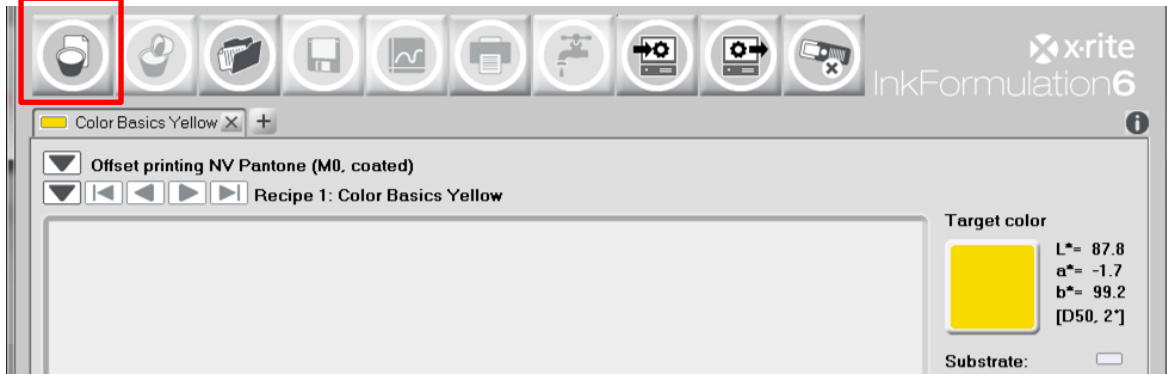 x·rite
InkFormulation6
Color Basics Yellow
Offset printing NV Pantone (M0, coated)
Recipe 1: Color Basics Yellow
Target color
L*= 87.8
a*= -1.7
b*= 99.2
[D50, 2°]
Substrate: